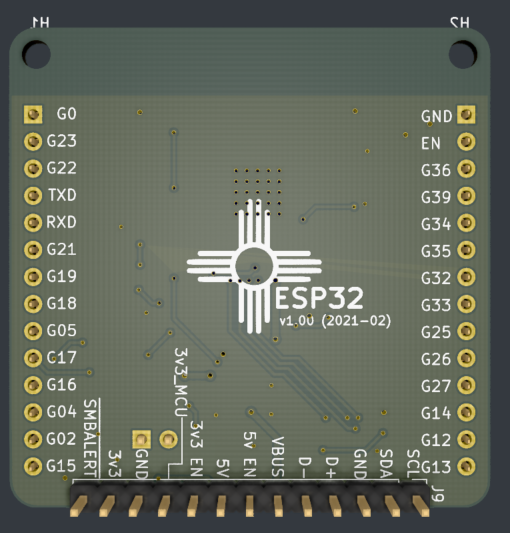 H1
H2
G0
G23
G22
TXD
RXD
G21
G19
G18
G05
G17
G16
G04
G02
G15
GND
EN
G36
G39
G34
G35
G32
G33
G25
G26
G27
G14
G12
G13
ESP32
v1.00 (2021-02)
3v3_MCU
SMBALERT
3v3
GND
3v3 EN
5V
5v EN
VBUS
D-
D+
GND
SDA
SCL
J9